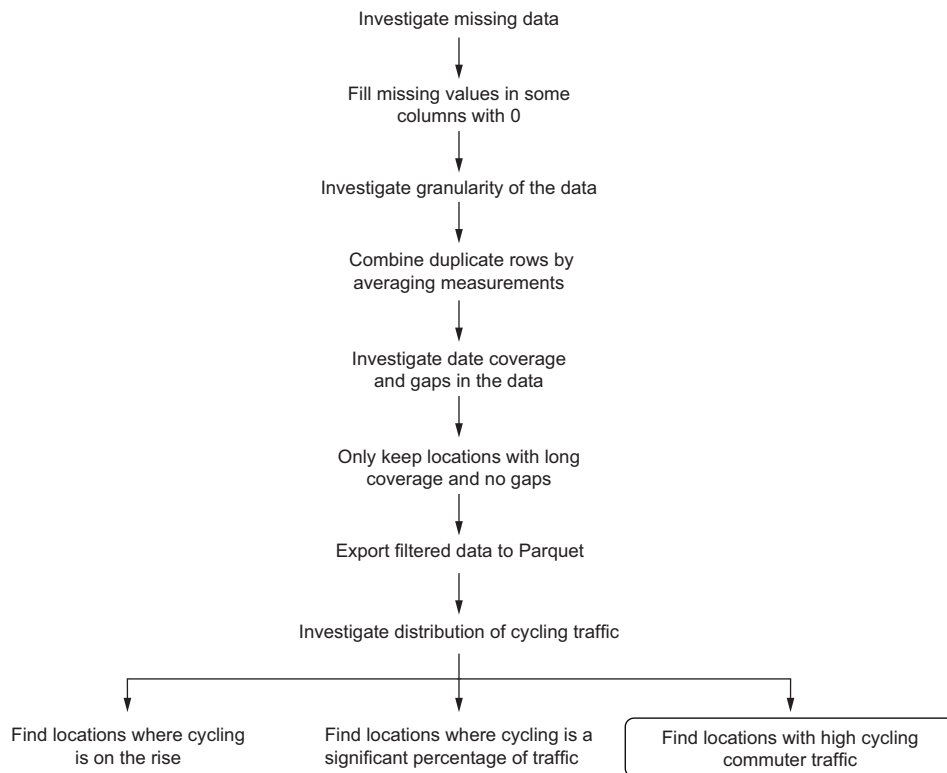 Investigate missing data
Fill missing values in some
columns with 0
Investigate granularity of the data
Combine duplicate rows by
averaging measurements
Investigate date coverage
and gaps in the data
Only keep locations with long
coverage and no gaps
Export filtered data to Parquet
Investigate distribution of cycling traffic
Find locations where cycling
is on the rise
Find locations where cycling is a
significant percentage of traffic
Find locations with high cycling
commuter traffic